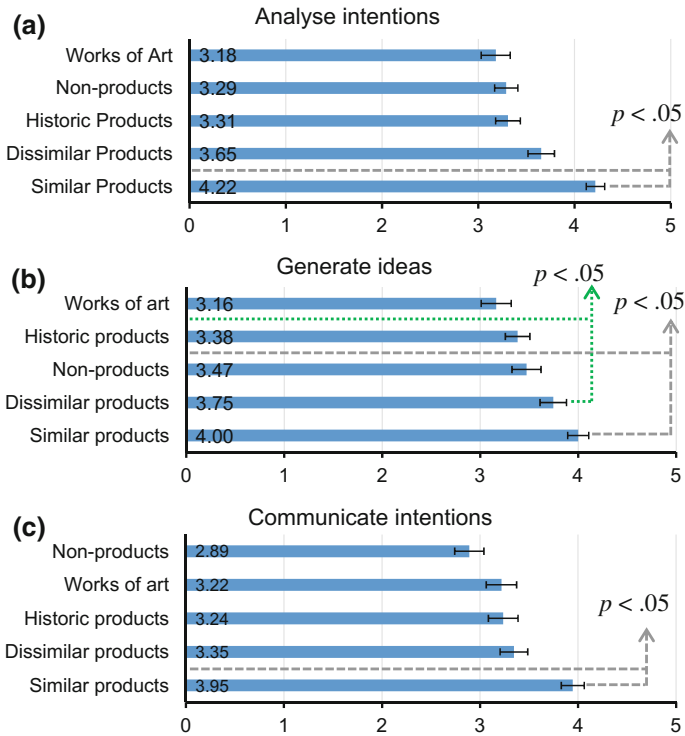 (a) Analyse intentions
Works of Art 3.18
Non-products 3.29
Historic Products 3.31
p < .05
Dissimilar Products 3.65
Similar Products 4.22
0 1 2 3 4 5
(b) Generate ideas
p < .05
p < .05
Works of art 3.16
Historic products 3.38
Non-products 3.47
Dissimilar products 3.75
Similar products 4.00
0 1 2 3 4 5
(c) Communicate intentions
Non-products 2.89
Works of art 3.22
Historic products 3.24
p < .05
Dissimilar products 3.35
Similar products 3.95
0 1 2 3 4 5